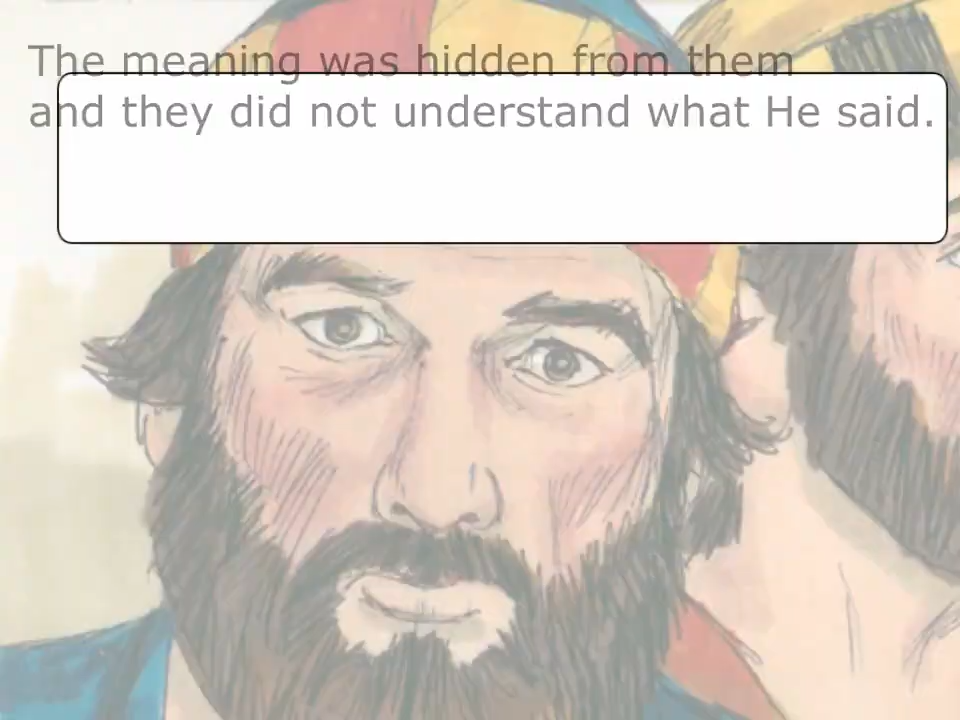 The meaning was hidden from them
and they did not understand what He said.